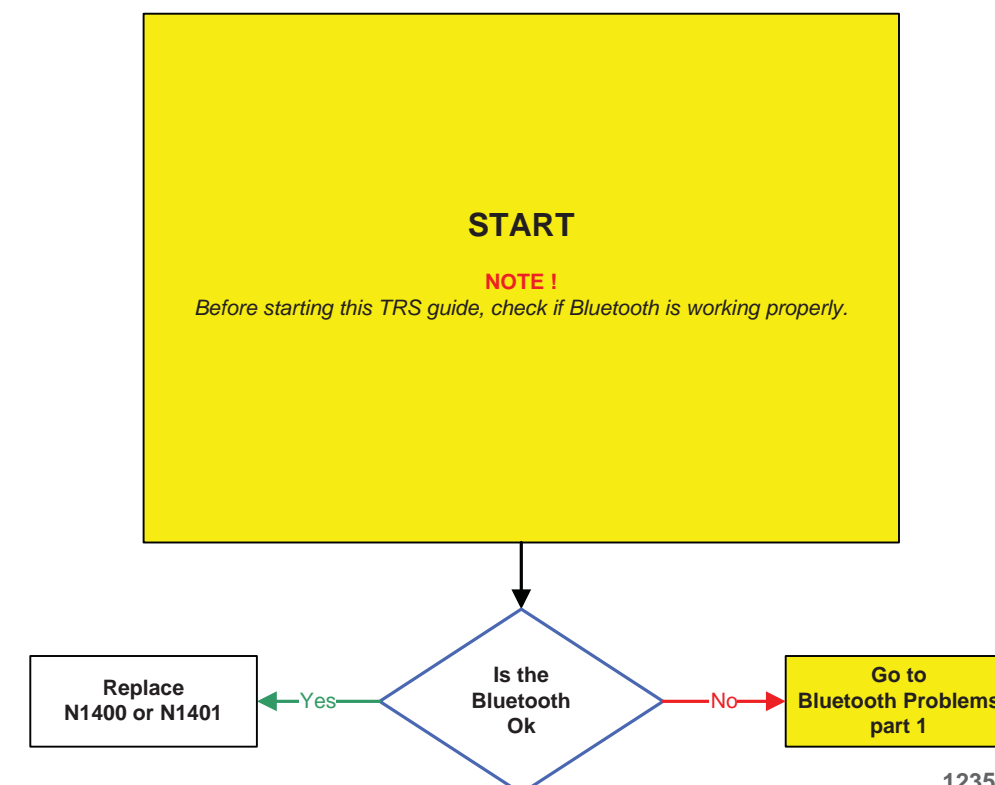 START
NOTE !
Before starting this TRS guide, check if Bluetooth is working properly.
Replace
N1400 or N1401
Yes
Is the
Bluetooth
Ok
No
Go to
Bluetooth Problems
part 1
1235